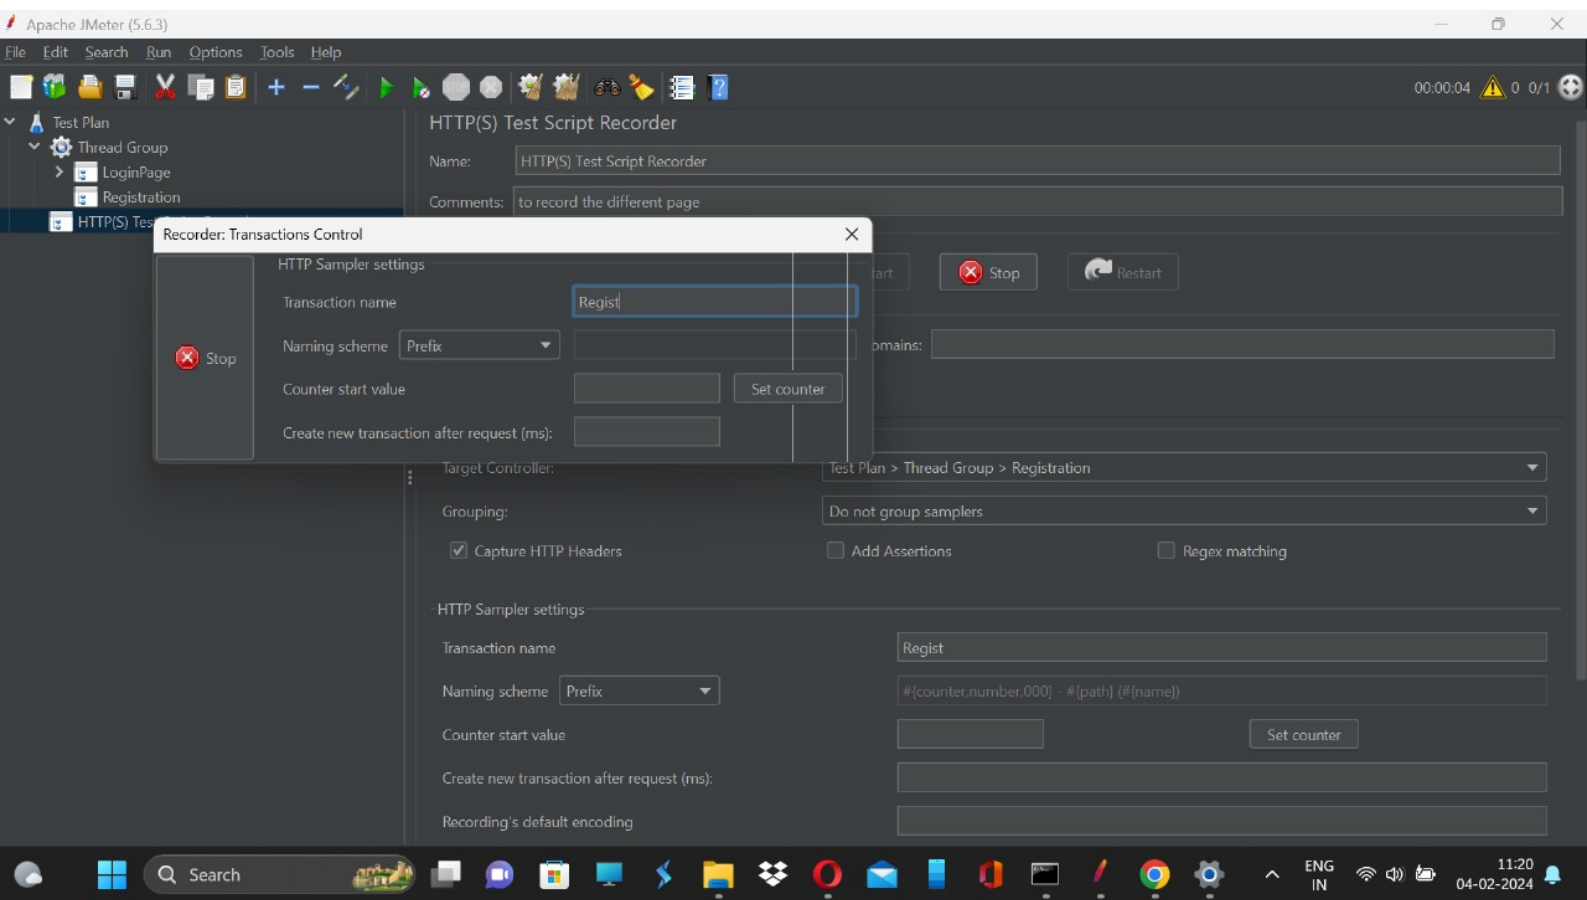 Apache JMeter (5.6.3)
File Edit Search Run Options Tools Help
STOP
00:00:04 0 0/1
Test Plan
Thread Group
LoginPage
Registration
HTTP(S) Tes
HTTP(S) Test Script Recorder
Name: HTTP(S) Test Script Recorder
Comments: to record the different page
Recorder: Transactions Control
HTTP Sampler settings
Transaction name Regist
Naming scheme Prefix
Counter start value Set counter
Create new transaction after request (ms):
Stop
art Stop Restart
omains:
Target Controller: Test Plan > Thread Group > Registration
Grouping: Do not group samplers
Capture HTTP Headers Add Assertions Regex matching
HTTP Sampler settings
Transaction name Regist
Naming scheme Prefix #{counter,number,000} - #{path} (#{name})
Counter start value Set counter
Create new transaction after request (ms):
Recording's default encoding
Search
ENG
IN
11:20
04-02-2024